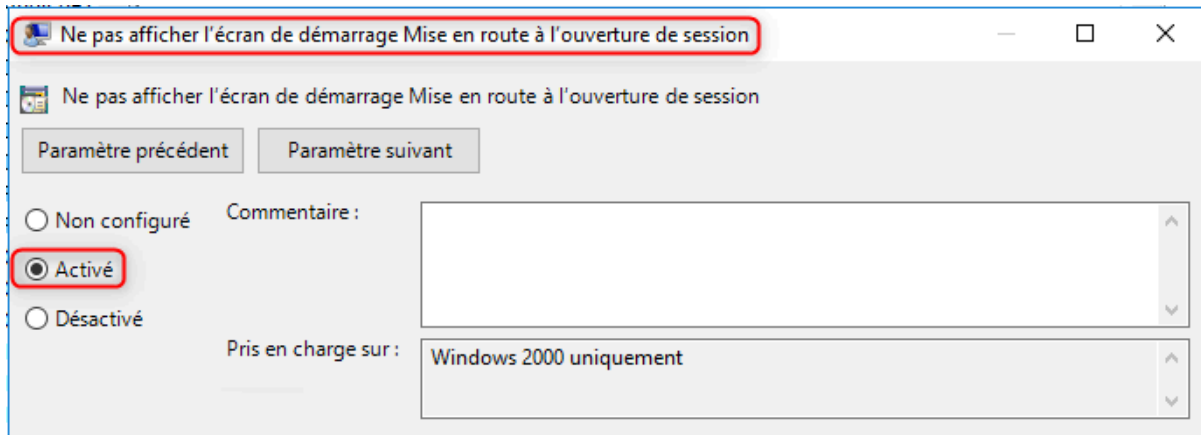 Ne pas afficher l'écran de démarrage Mise en route à l'ouverture de session
Ne pas afficher l'écran de démarrage Mise en route à l'ouverture de session
Paramètre précédent
Paramètre suivant
Non configuré
Commentaire :
Activé
Désactivé
Pris en charge sur :
Windows 2000 uniquement